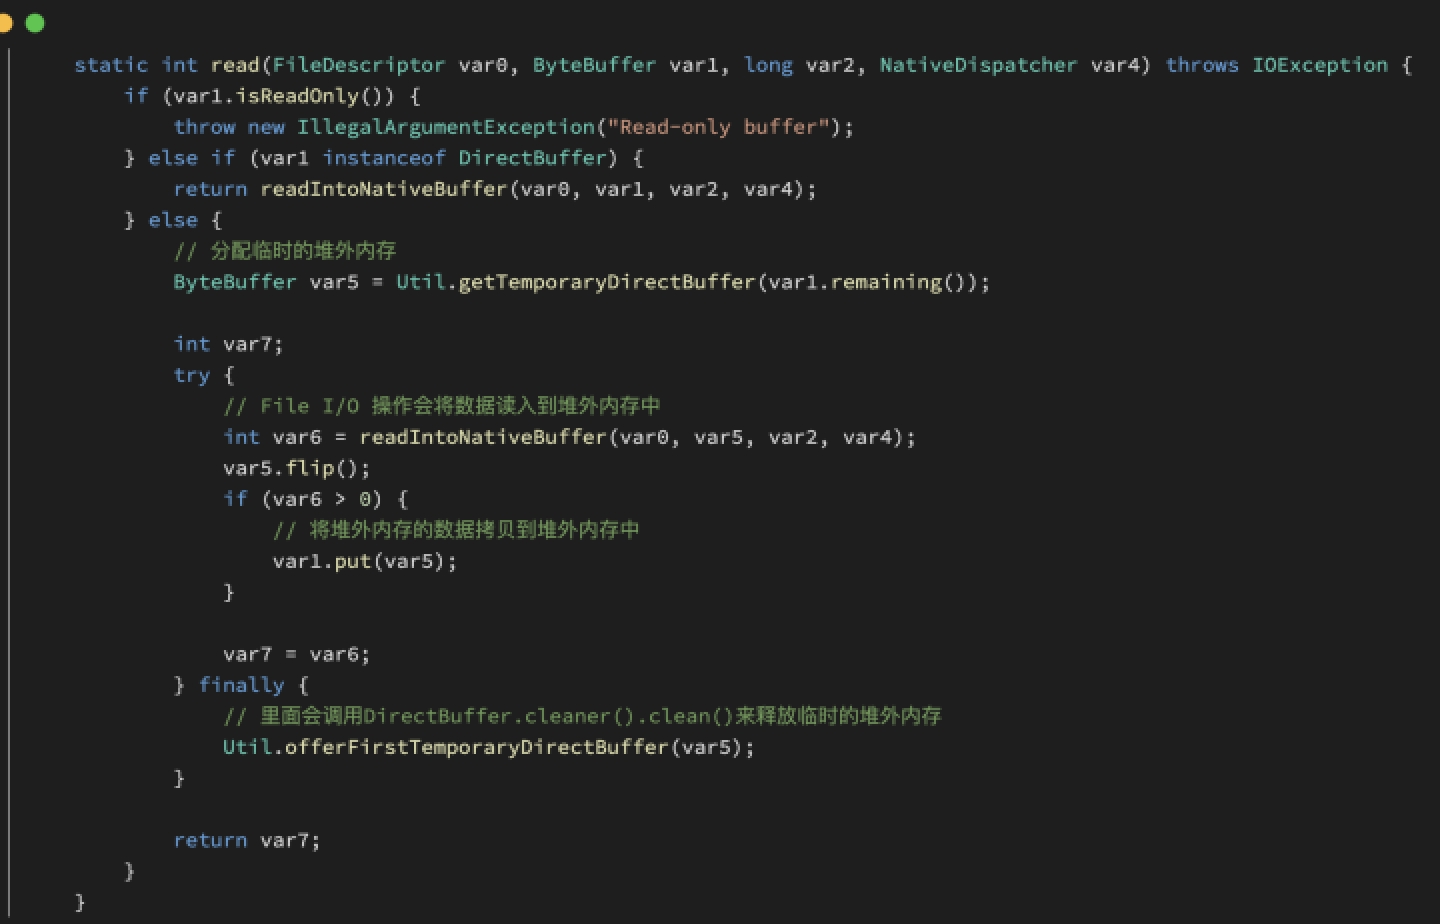 static int read(FileDescriptor var0, ByteBuffer var1, long var2, NativeDispatcher var4) throws IOException {
if (var1.isReadOnly()) {
throw new IllegalArgumentException("Read-only buffer");
} else if (var1 instanceof DirectBuffer) {
return readIntoNativeBuffer(var0, var1, var2, var4);
} else {
// 分配临时的堆外内存
ByteBuffer var5 = Util.getTemporaryDirectBuffer(var1.remaining());
int var7;
try {
// File I/O 操作会将数据读入到堆外内存中
int var6 = readIntoNativeBuffer(var0, var5, var2, var4);
var5.flip();
if (var6 > 0) {
// 将堆外内存的数据拷贝到堆外内存中
var1.put(var5);
}
var7 = var6;
} finally {
// 里面会调用DirectBuffer.cleaner().clean()来释放临时的堆外内存
Util.offerFirstTemporaryDirectBuffer(var5);
}
return var7;
}
}